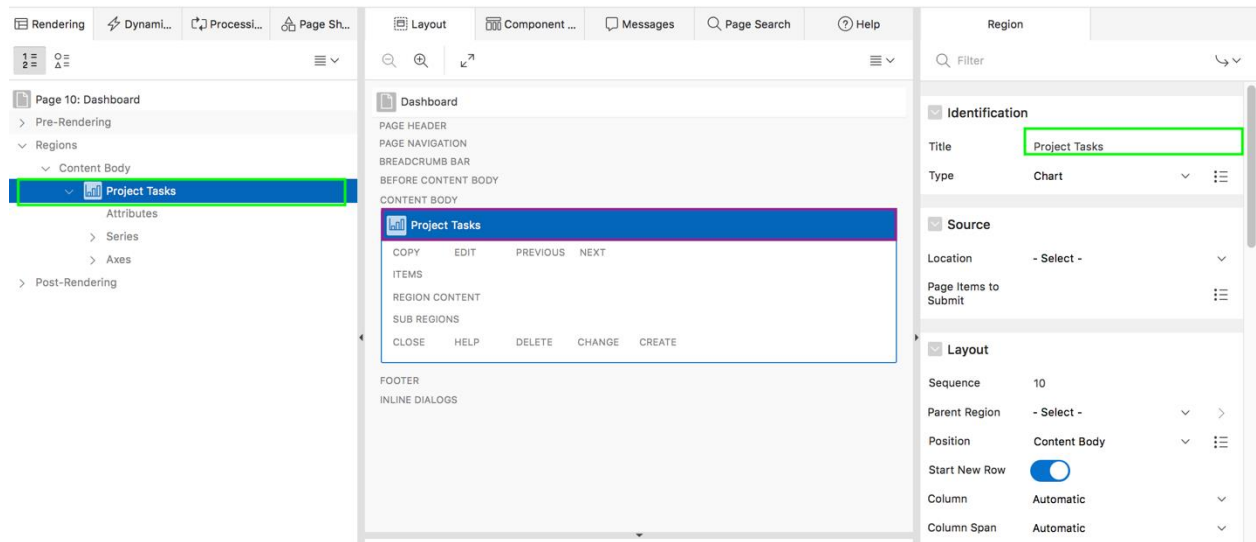 Rendering
Dynami...
Processi...
Page Sh...
Page 10: Dashboard
Pre-Rendering
Regions
Content Body
Project Tasks
Attributes
Series
Axes
Post-Rendering
Layout
Component ...
Messages
Page Search
Help
Dashboard
PAGE HEADER
PAGE NAVIGATION
BREADCRUMB BAR
BEFORE CONTENT BODY
CONTENT BODY
Project Tasks
COPY EDIT PREVIOUS NEXT
ITEMS
REGION CONTENT
SUB REGIONS
CLOSE HELP DELETE CHANGE CREATE
FOOTER
INLINE DIALOGS
Region
Filter
Identification
Title Project Tasks
Type Chart
Source
Location - Select -
Page Items to
Submit
Layout
Sequence 10
Parent Region - Select -
Position Content Body
Start New Row
Column Automatic
Column Span Automatic